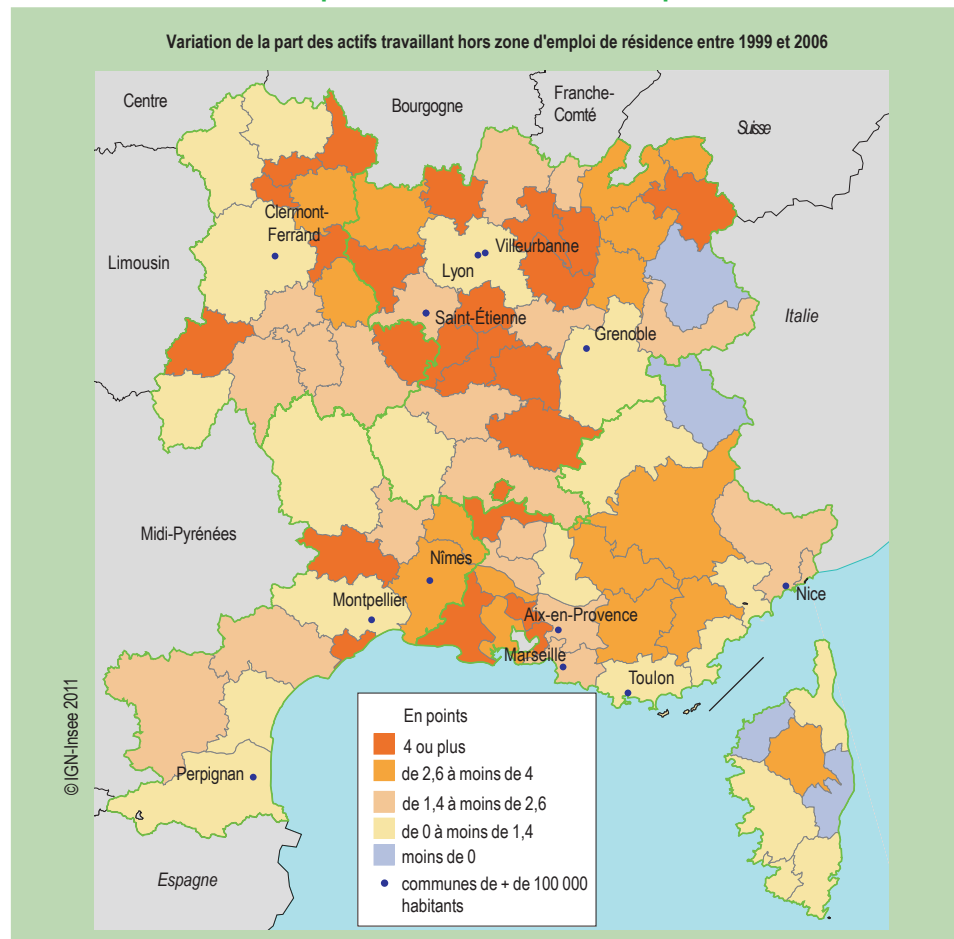 Variation de la part des actifs travaillant hors zone d'emploi de résidence entre 1999 et 2006
Centre
Bourgogne
Franche-
Comté
Suisse
Clermont-
Ferrand
Villeurbanne
Lyon
Limousin
Saint-Étienne
Italie
Grenoble
Midi-Pyrénées
Nîmes
Montpellier
Aix-en-Provence
Nice
Marseille
Toulon
Perpignan
Espagne
En points
4 ou plus
de 2,6 à moins de 4
de 1,4 à moins de 2,6
de 0 à moins de 1,4
moins de 0
communes de + de 100 000
habitants
©IGN-Insee 2011